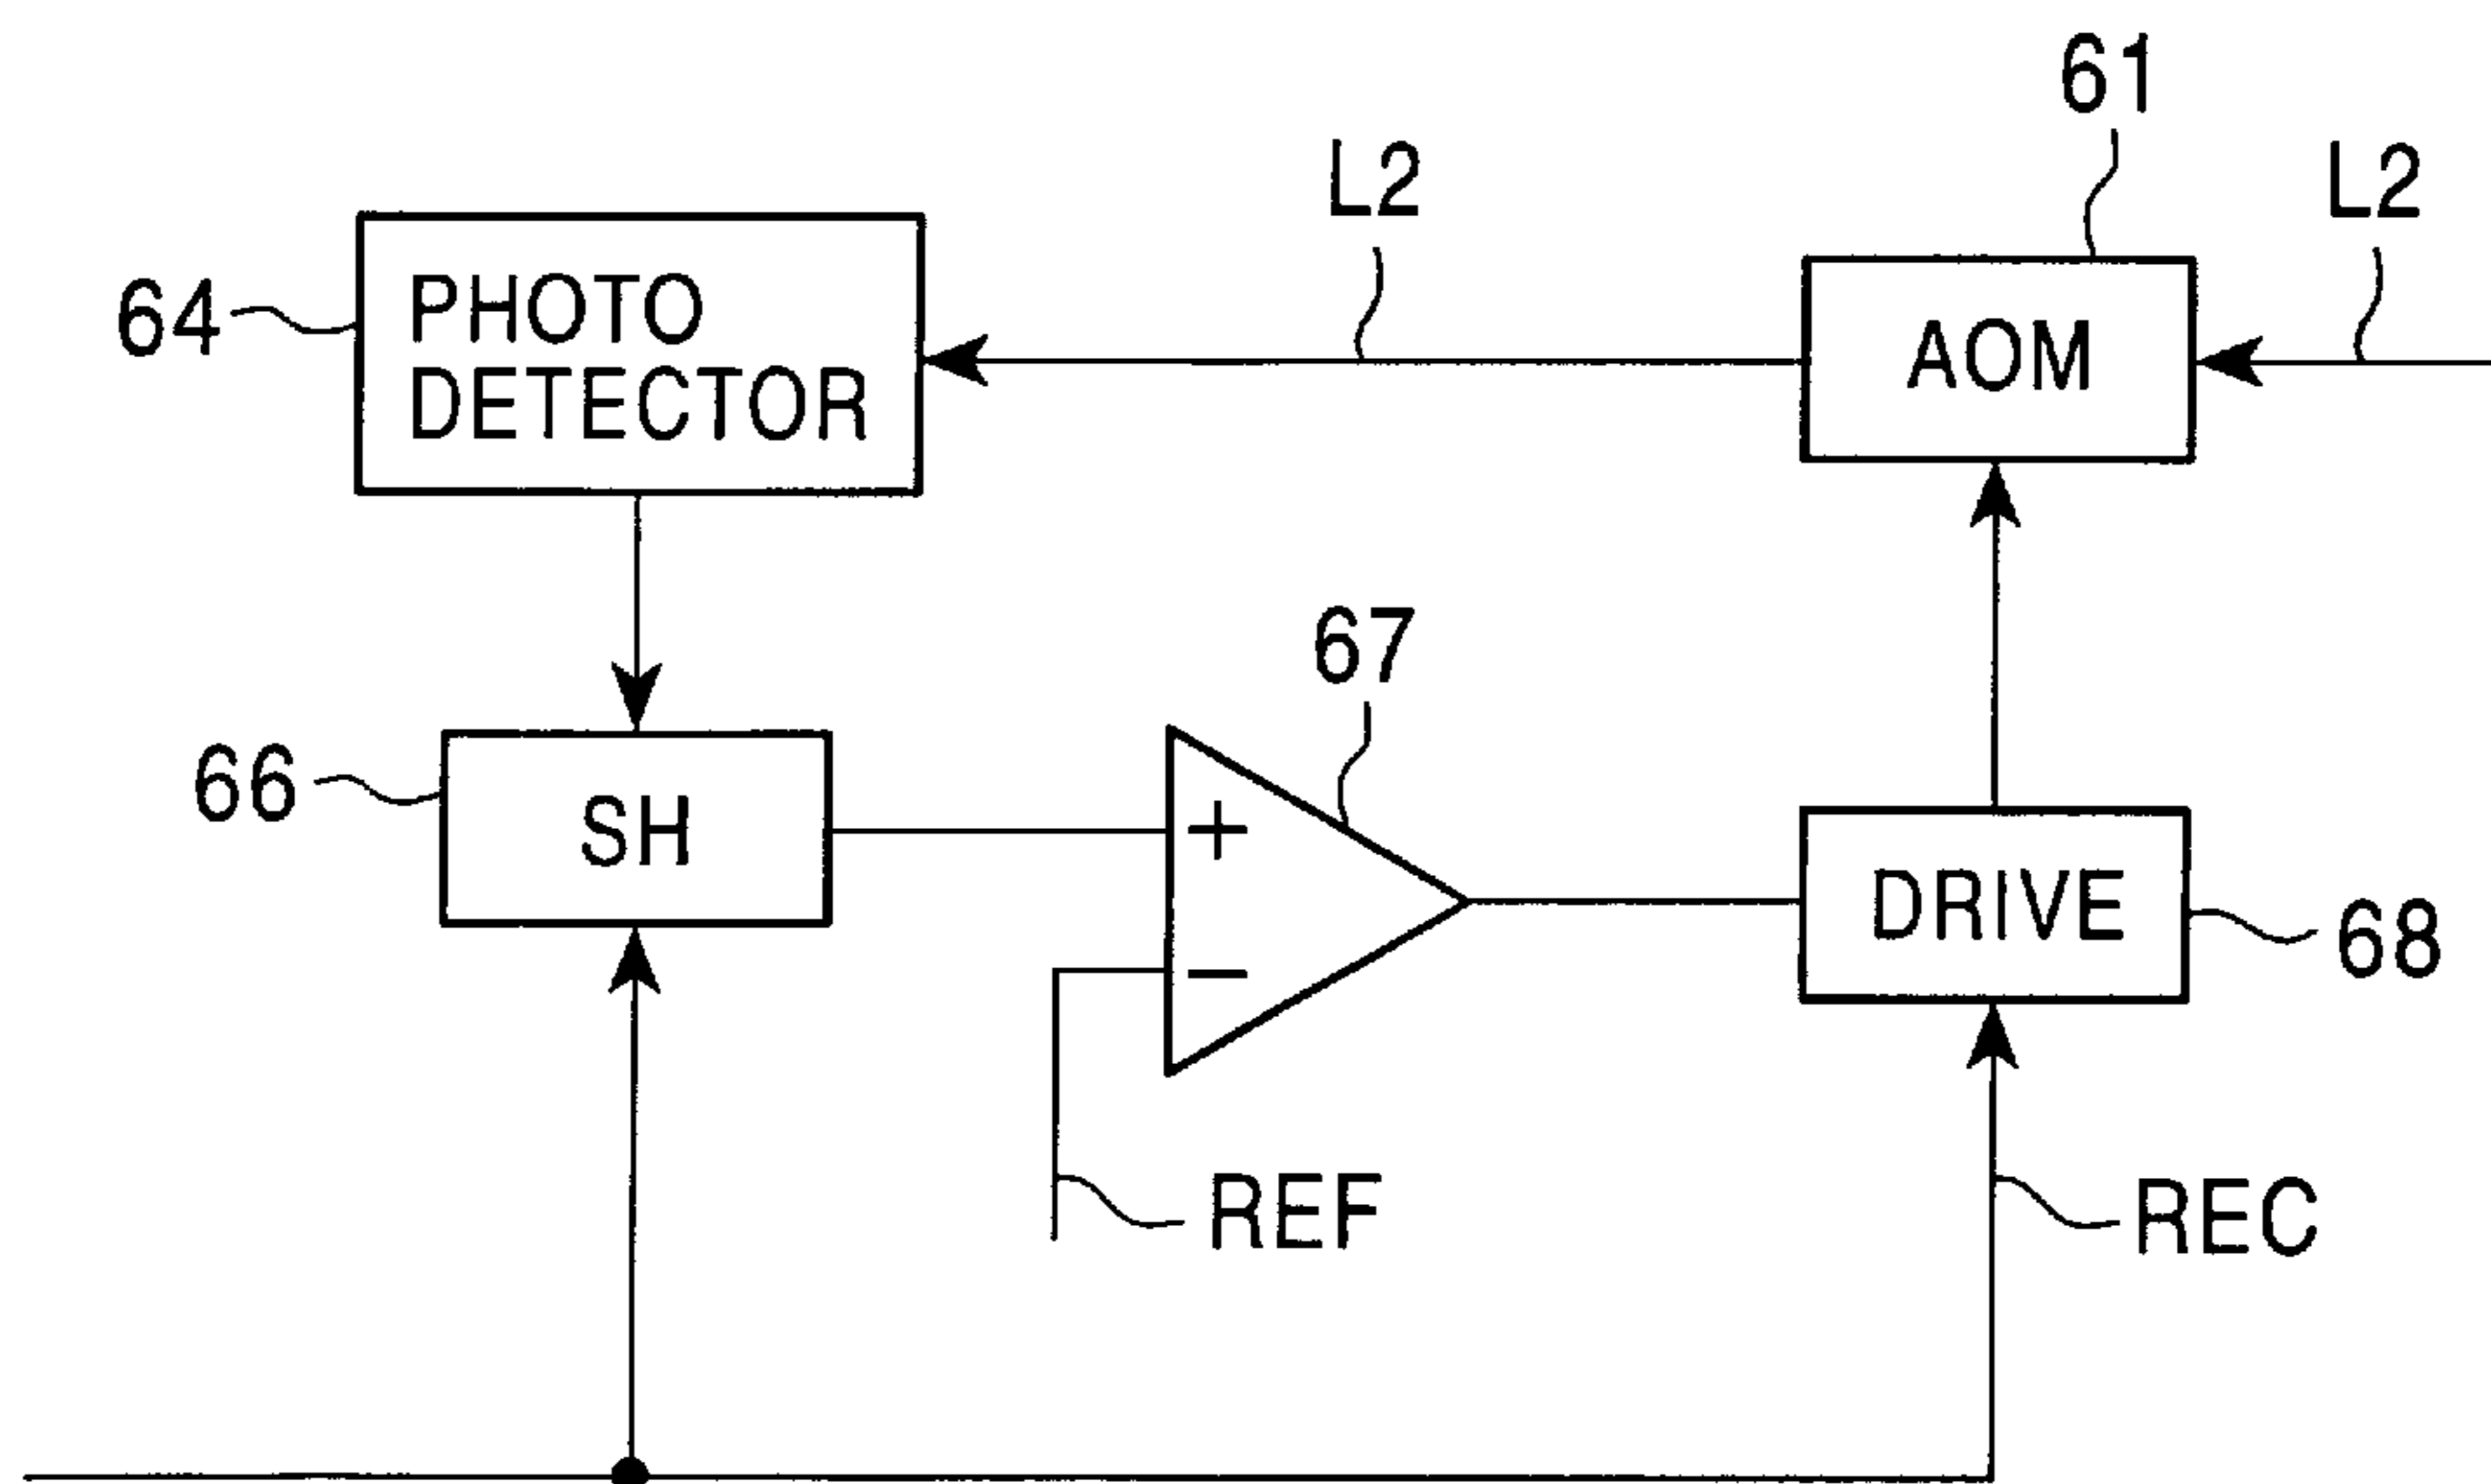 61
L2
L2
64
PHOTO
DETECTOR
AOM
67
66
SH
+
−
DRIVE
68
REF
REC